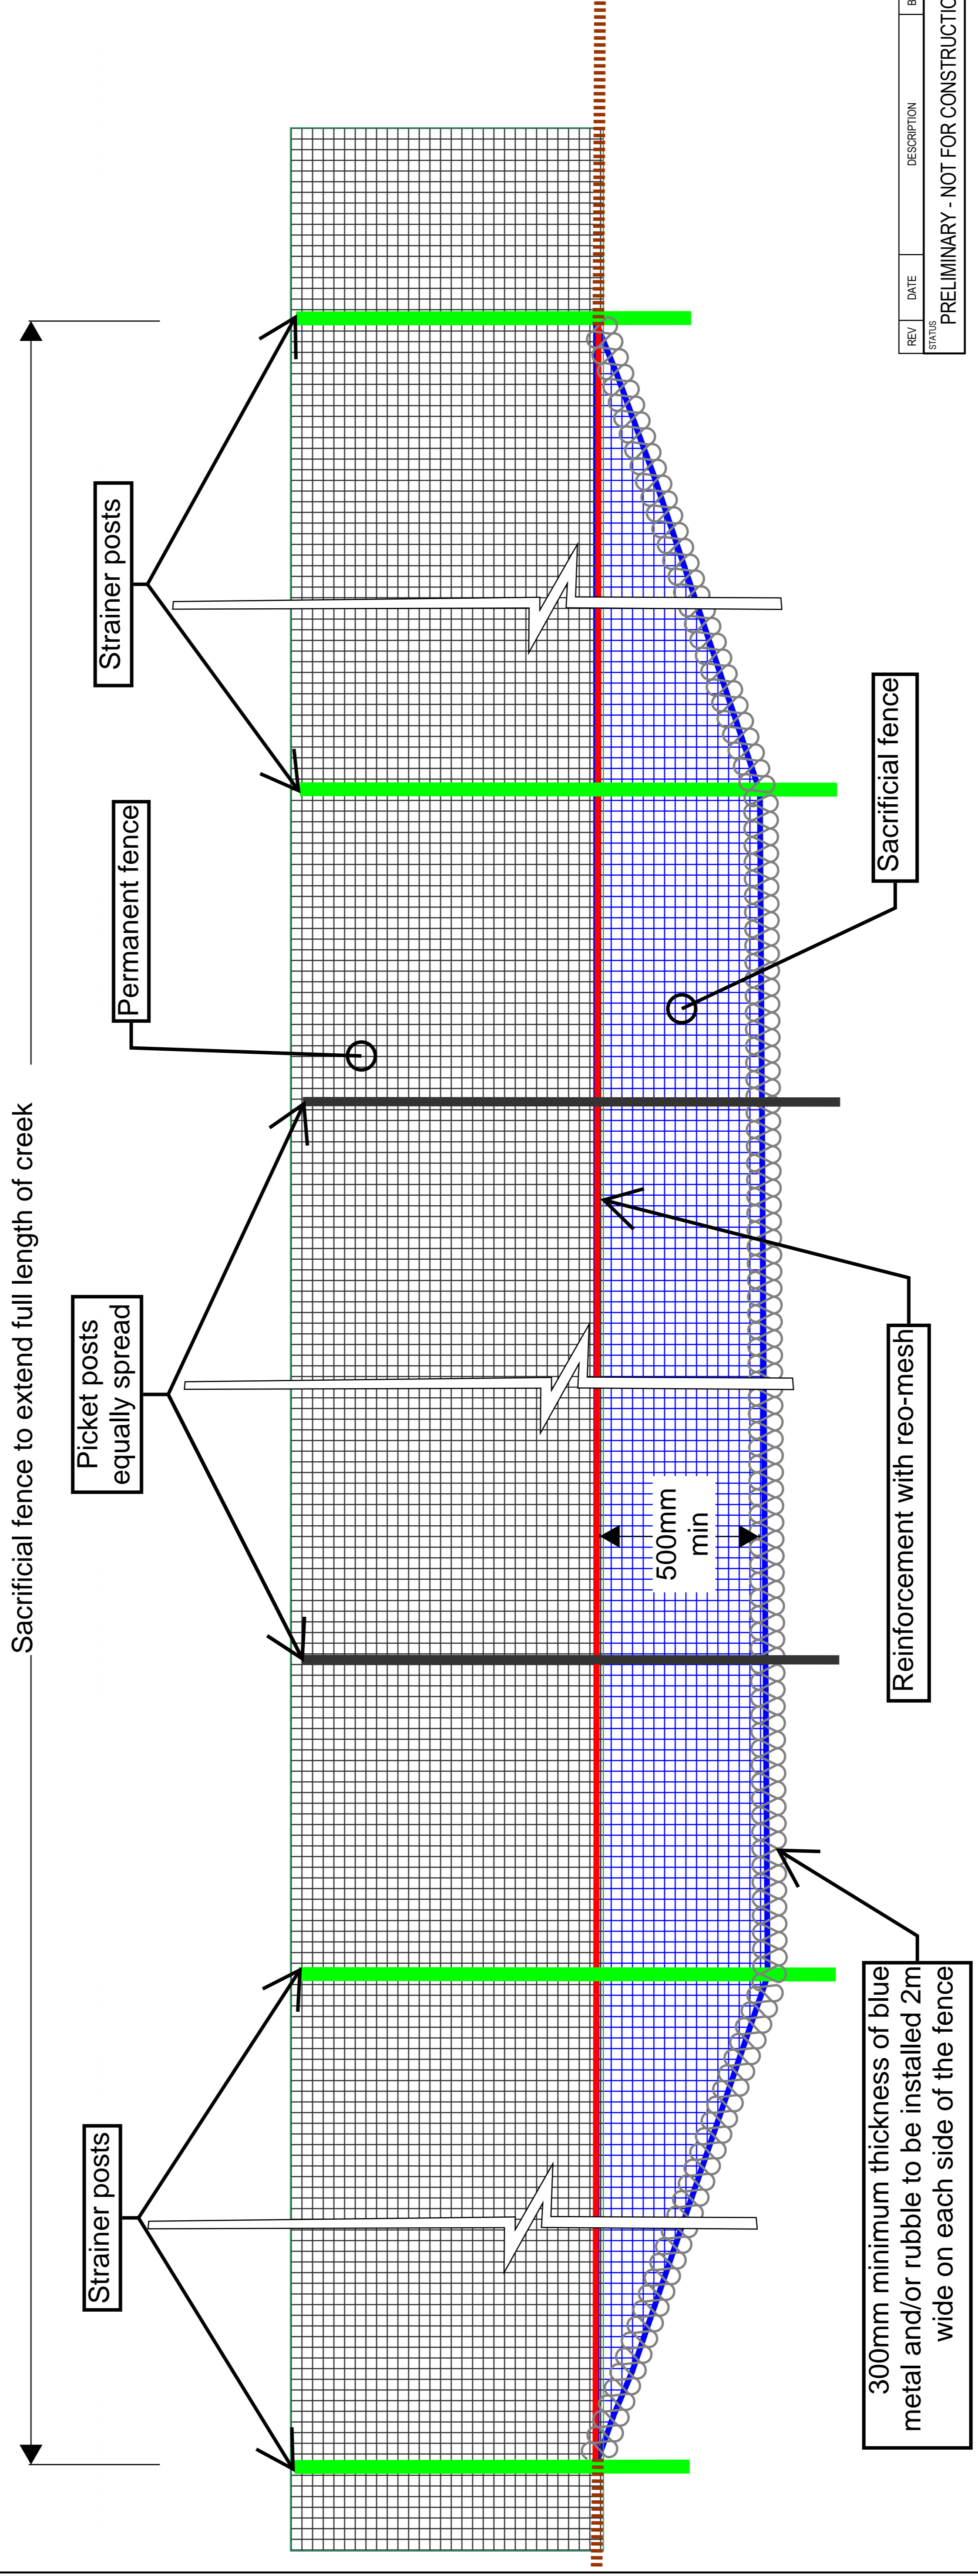 Sacrificial fence to extend full length of creek
Strainer posts
Picket posts
equally spread
Permanent fence
Strainer posts
500mm
min
300mm minimum thickness of blue
metal and/or rubble to be installed 2m
wide on each side of the fence
Reinforcement with reo-mesh
Sacrificial fence
REV DATE DESCRIPTION
STATUS
PRELIMINARY - NOT FOR CONSTRUCTIO